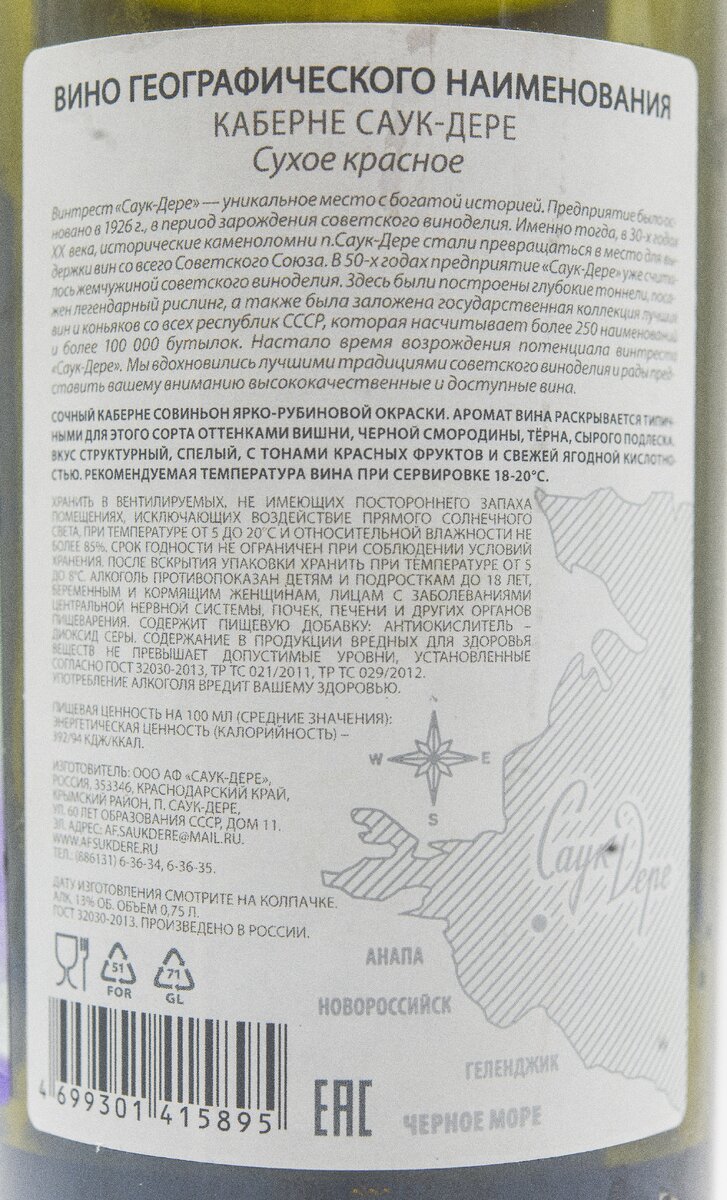 ВИНО ГЕОГРАФИЧЕСКОГО НАИМЕНОВАНИЯ
КАБЕРНЕ САУК-ДЕРЕ
Сухое красное
Винтрест «Саук-Дере» — уникальное место с богатой историей. Предприятие было ос-
новано в 1926 г., в период зарождения советского виноделия. Именно тогда, в 30-х годах
XX века, исторические каменоломни п.Саук-Дере стали превращаться в место для вы-
держки вин со всего Советского Союза. В 50-х годах предприятие «Саук-Дере» уже счита-
лось жемчужиной советского виноделия. Здесь были построены глубокие тоннели, поса-
жен легендарный рислинг, а также была заложена государственная коллекция лучших
вин и коньяков со всех республик СССР, которая насчитывает более 250 наименований
и более 100 000 бутылок. Настало время возрождения потенциала винтреста
«Саук-Дере». Мы вдохновились лучшими традициями советского виноделия и рады пред-
ставить вашему вниманию высококачественные и доступные вина.
СОЧНЫЙ КАБЕРНЕ СОВИНЬОН ЯРКО-РУБИНОВОЙ ОКРАСКИ. АРОМАТ ВИНА РАСКРЫВАЕТСЯ ТИПИЧ-
НЫМИ ДЛЯ ЭТОГО СОРТА ОТТЕНКАМИ ВИШНИ, ЧЕРНОЙ СМОРОДИНЫ, ТЁРНА, СЫРОГО ПОДЛЕСКА.
ВКУС СТРУКТУРНЫЙ, СПЕЛЫЙ, С ТОНАМИ КРАСНЫХ ФРУКТОВ И СВЕЖЕЙ ЯГОДНОЙ КИСЛОТНО-
СТЬЮ. РЕКОМЕНДУЕМАЯ ТЕМПЕРАТУРА ВИНА ПРИ СЕРВИРОВКЕ 18-20°С.
ХРАНИТЬ В ВЕНТИЛИРУЕМЫХ, НЕ ИМЕЮЩИХ ПОСТОРОННЕГО ЗАПАХА
ПОМЕЩЕНИЯХ, ИСКЛЮЧАЮЩИХ ВОЗДЕЙСТВИЕ ПРЯМОГО СОЛНЕЧНОГО
СВЕТА, ПРИ ТЕМПЕРАТУРЕ ОТ 5 ДО 20°С И ОТНОСИТЕЛЬНОЙ ВЛАЖНОСТИ НЕ
БОЛЕЕ 85%. СРОК ГОДНОСТИ НЕ ОГРАНИЧЕН ПРИ СОБЛЮДЕНИИ УСЛОВИЙ
ХРАНЕНИЯ. ПОСЛЕ ВСКРЫТИЯ УПАКОВКИ ХРАНИТЬ ПРИ ТЕМПЕРАТУРЕ ОТ 5
ДО 8°С. АЛКОГОЛЬ ПРОТИВОПОКАЗАН ДЕТЯМ И ПОДРОСТКАМ ДО 18 ЛЕТ,
БЕРЕМЕННЫМ И КОРМЯЩИМ ЖЕНЩИНАМ, ЛИЦАМ С ЗАБОЛЕВАНИЯМИ
ЦЕНТРАЛЬНОЙ НЕРВНОЙ СИСТЕМЫ, ПОЧЕК, ПЕЧЕНИ И ДРУГИХ ОРГАНОВ
ПИЩЕВАРЕНИЯ. СОДЕРЖИТ ПИЩЕВУЮ ДОБАВКУ: АНТИОКИСЛИТЕЛЬ –
ДИОКСИД СЕРЫ. СОДЕРЖАНИЕ В ПРОДУКЦИИ ВРЕДНЫХ ДЛЯ ЗДОРОВЬЯ
ВЕЩЕСТВ НЕ ПРЕВЫШАЕТ ДОПУСТИМЫЕ УРОВНИ, УСТАНОВЛЕННЫЕ
СОГЛАСНО ГОСТ 32030-2013, ТР ТС 021/2011, ТР ТС 029/2012.
УПОТРЕБЛЕНИЕ АЛКОГОЛЯ ВРЕДИТ ВАШЕМУ ЗДОРОВЬЮ.
ПИЩЕВАЯ ЦЕННОСТЬ НА 100 МЛ (СРЕДНИЕ ЗНАЧЕНИЯ):
ЭНЕРГЕТИЧЕСКАЯ ЦЕННОСТЬ (КАЛОРИЙНОСТЬ) –
392/94 КДЖ/ККАЛ.
W E
S
ИЗГОТОВИТЕЛЬ: ООО АФ «САУК-ДЕРЕ»,
РОССИЯ, 353346, КРАСНОДАРСКИЙ КРАЙ,
КРЫМСКИЙ РАЙОН, П. САУК-ДЕРЕ,
УЛ. 60 ЛЕТ ОБРАЗОВАНИЯ СССР, ДОМ 11.
ЭЛ. АДРЕС: AF.SAUKDERE@MAIL.RU.
WWW.AFSUKDERE.RU
ТЕЛ.: (886131) 6-36-34, 6-36-35.
Саук Дере
ДАТУ ИЗГОТОВЛЕНИЯ СМОТРИТЕ НА КОЛПАЧКЕ.
АЛК. 13% ОБ. ОБЪЕМ 0,75 Л.
ГОСТ 32030-2013. ПРОИЗВЕДЕНО В РОССИИ.
51
FOR
71
GL
АНАПА
НОВОРОССИЙСК
ГЕЛЕНДЖИК
ЧЕРНОЕ МОРЕ
4 699301 415895
EAC